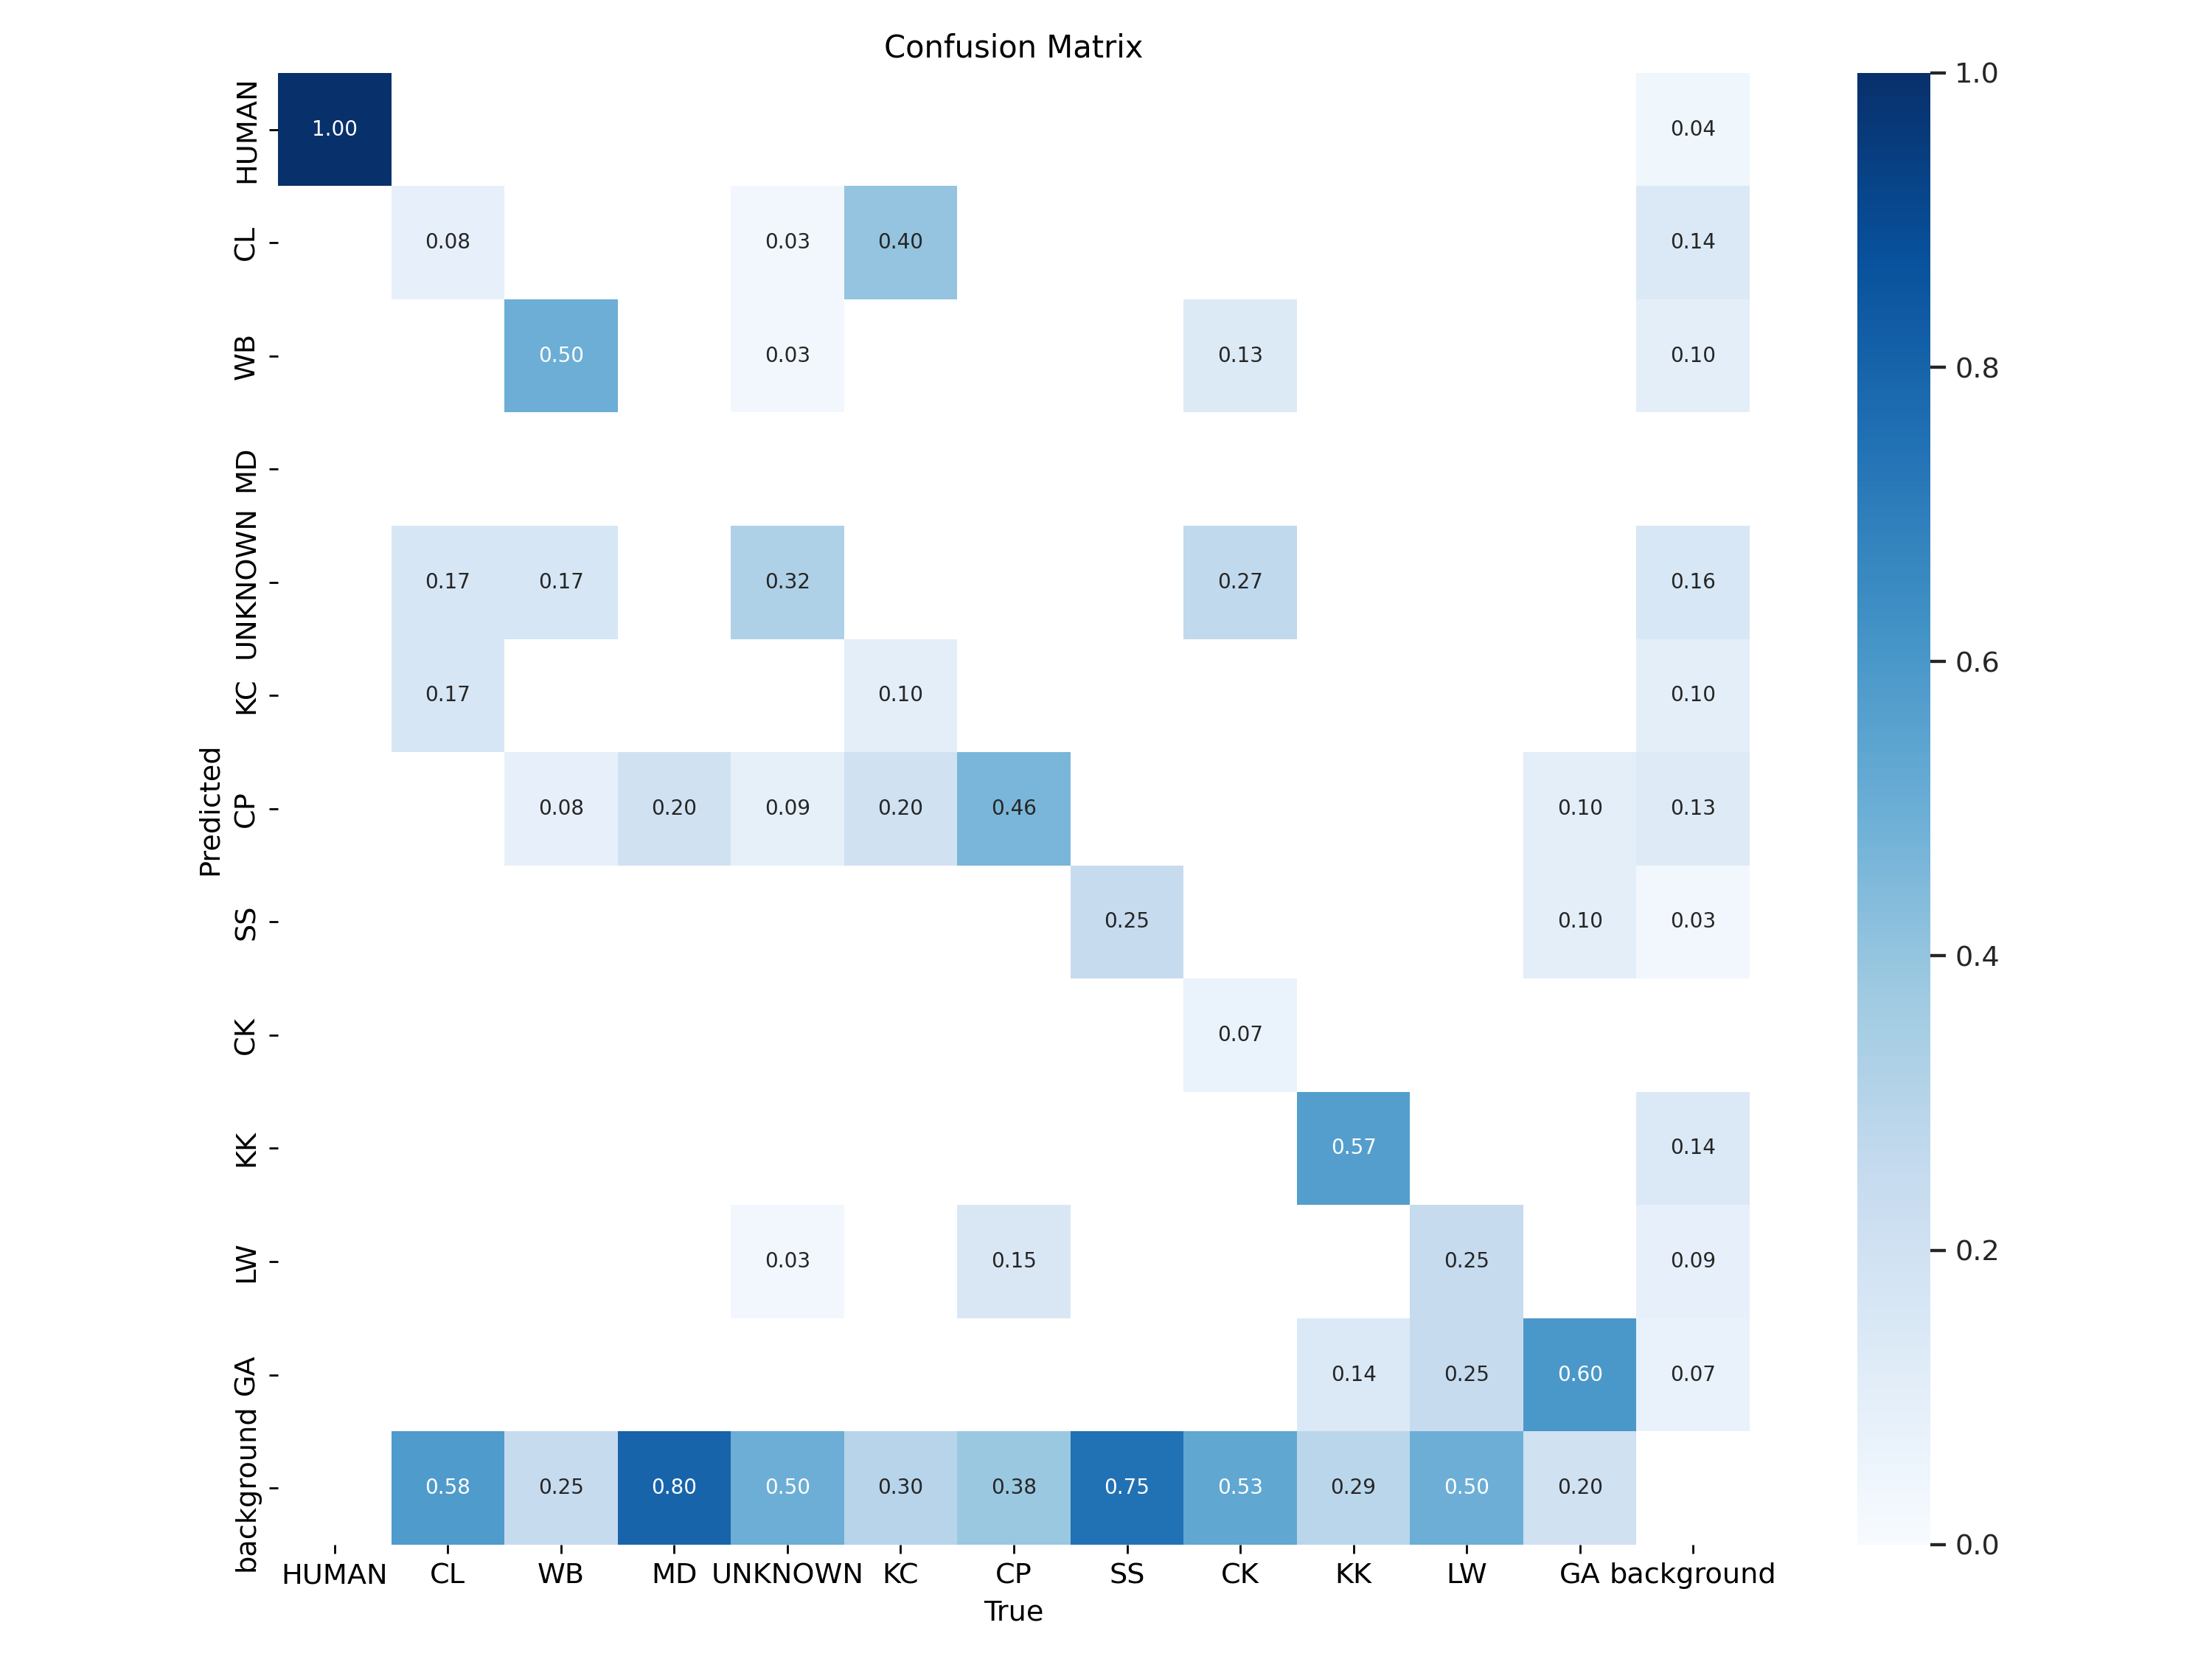 Confusion Matrix
HUMAN 1.00 0.04 1.0
CL 0.08 0.03 0.40 0.14
WB 0.50 0.03 0.13 0.10 0.8
MD
UNKNOWN 0.17 0.17 0.32 0.27 0.16
KC 0.17 0.10 0.10 0.6
Predicted
CP 0.08 0.20 0.09 0.20 0.46 0.10 0.13
SS 0.25 0.10 0.03 0.4
CK 0.07
KK 0.57 0.14
LW 0.03 0.15 0.25 0.09 0.2
GA 0.14 0.25 0.60 0.07
background 0.58 0.25 0.80 0.50 0.30 0.38 0.75 0.53 0.29 0.50 0.20 0.0
HUMAN CL WB MD UNKNOWN KC CP SS CK KK LW GA background
True